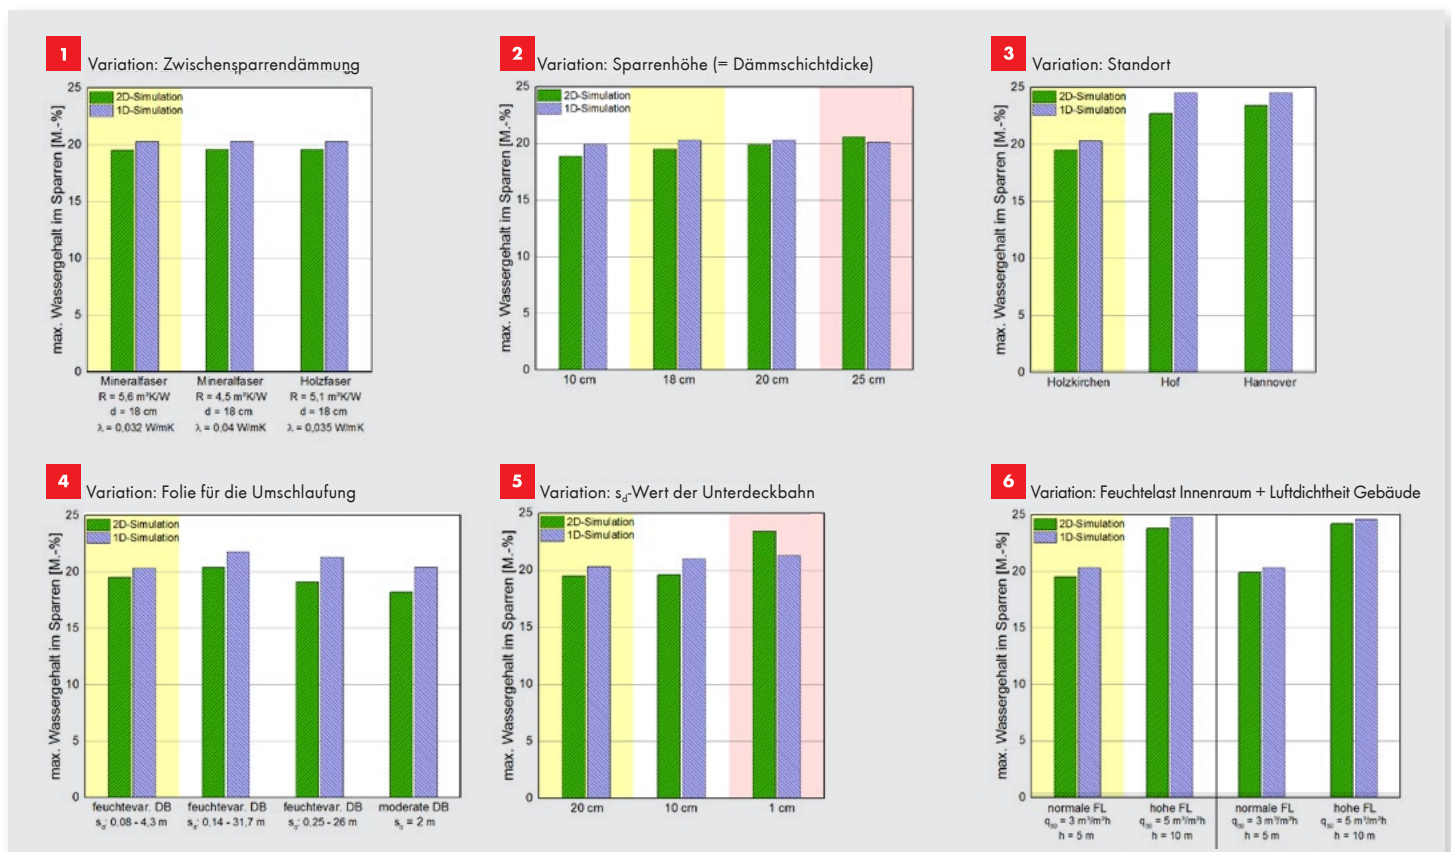 1 Variation: Zwischensparrendämmung
2D-Simulation
1D-Simulation
max. Wassergehalt im Sparren [M.-%]
25
20
15
10
5
0
Mineralfaser Mineralfaser Holzfaser
R = 5,6 m²K/W R = 4,5 m²K/W R = 5,1 m²K/W
d = 18 cm d = 18 cm d = 18 cm
λ = 0,032 W/mK λ = 0,04 W/mK λ = 0,035 W/mK
2 Variation: Sparrenhöhe (= Dämmschichtdicke)
2D-Simulation
1D-Simulation
max. Wassergehalt im Sparren [M.-%]
25
20
15
10
5
0
10 cm 18 cm 20 cm 25 cm
3 Variation: Standort
2D-Simulation
1D-Simulation
max. Wassergehalt im Sparren [M.-%]
25
20
15
10
5
0
Holzkirchen Hof Hannover
4 Variation: Folie für die Umschlaufung
2D-Simulation
1D-Simulation
max. Wassergehalt im Sparren [M.-%]
25
20
15
10
5
0
feuchtevar. DB feuchtevar. DB feuchtevar. DB moderate DB
s_d: 0,08 - 4,3 m s_d: 0,14 - 31,7 m s_d: 0,25 - 26 m s_d = 2 m
5 Variation: s_d-Wert der Unterdeckbahn
2D-Simulation
1D-Simulation
max. Wassergehalt im Sparren [M.-%]
25
20
15
10
5
0
20 cm 10 cm 1 cm
6 Variation: Feuchtelast Innenraum + Luftdichtheit Gebäude
2D-Simulation
1D-Simulation
max. Wassergehalt im Sparren [M.-%]
25
20
15
10
5
0
normale FL hohe FL normale FL hohe FL
q₅₀ = 3 m³/m²h q₅₀ = 5 m³/m²h q₅₀ = 3 m³/m²h q₅₀ = 5 m³/m²h
h = 5 m h = 10 m h = 5 m h = 10 m